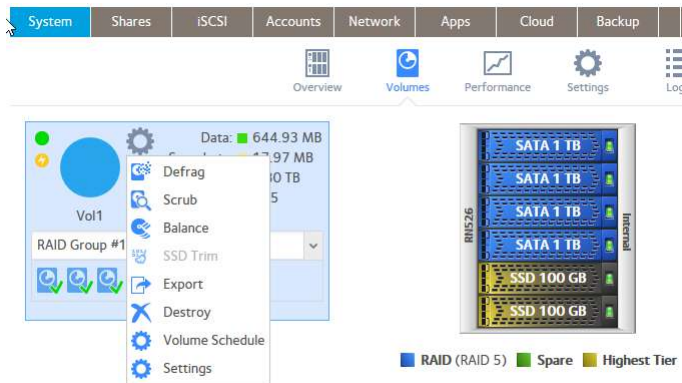 System Shares iSCSI Accounts Network Apps Cloud Backup
Overview Volumes Performance Settings
Data: 644.93 MB
17.97 MB
TB
5
Vol1
RAID Group #1
Defrag
Scrub
Balance
SSD Trim
Export
Destroy
Volume Schedule
Settings
RN526
SATA 1 TB
SATA 1 TB
SATA 1 TB
SATA 1 TB
SSD 100 GB
SSD 100 GB
Internal
RAID (RAID 5) Spare Highest Tier